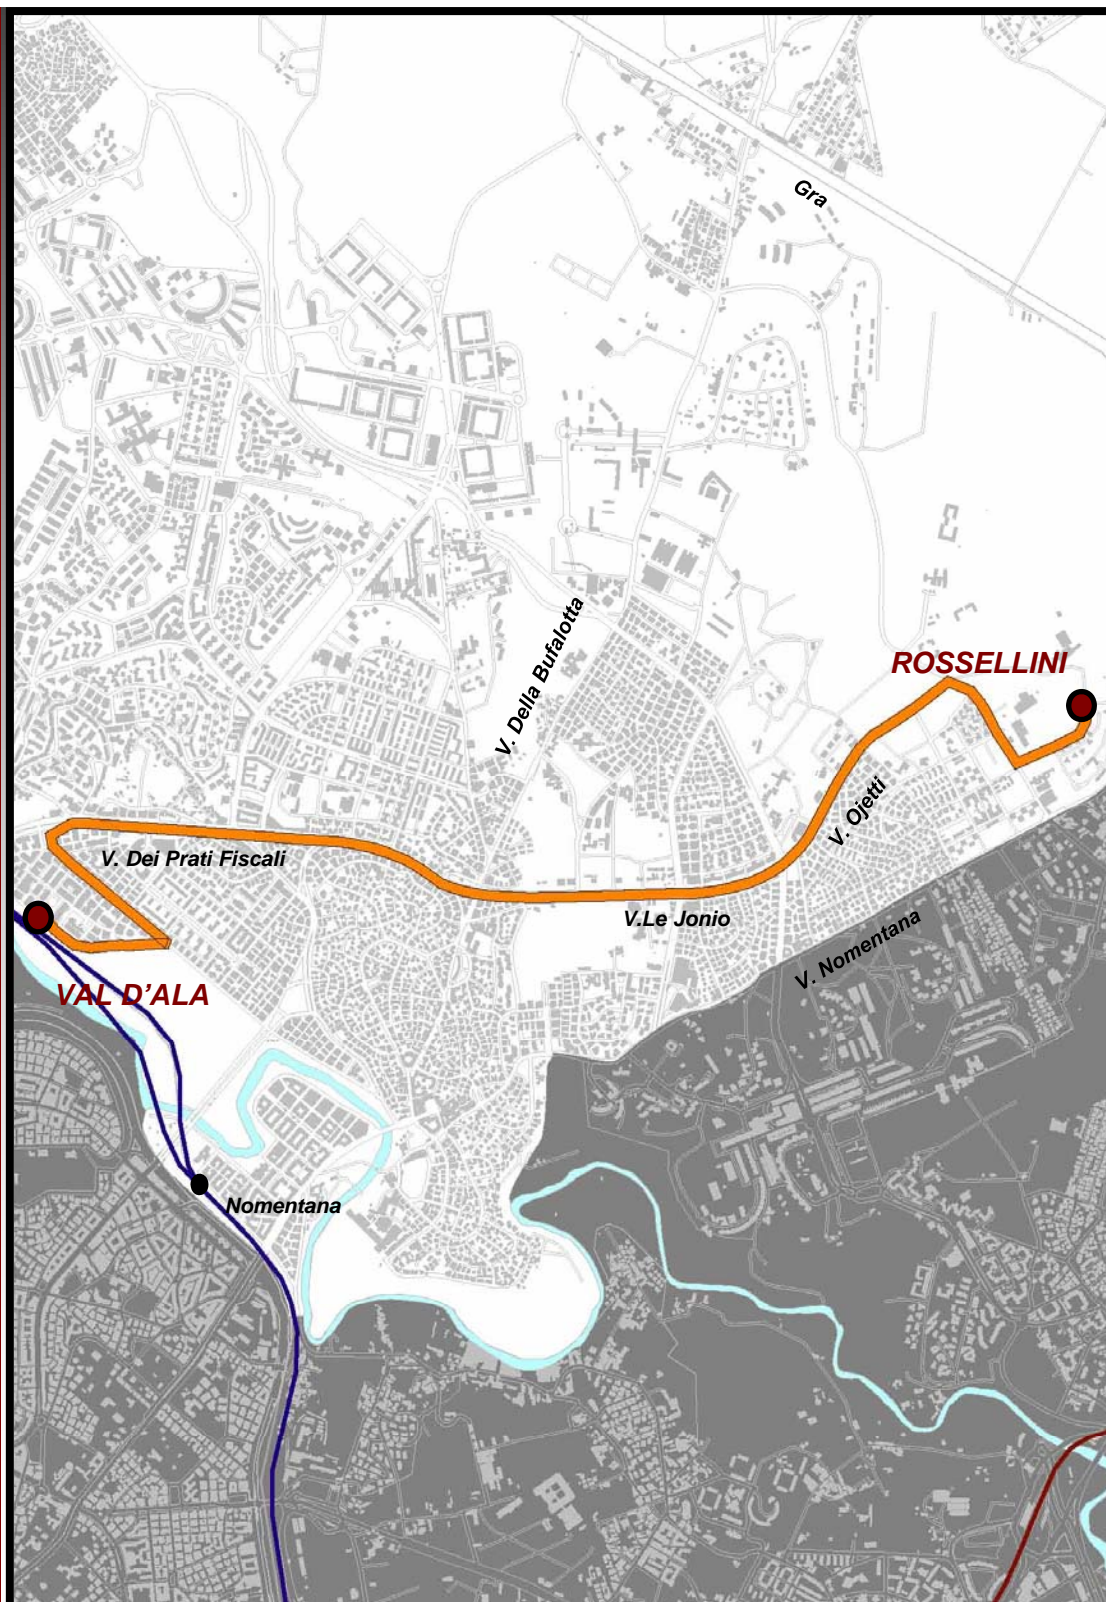 Gra
V. Della Bufalotta
ROSSELLINI
V. Ojetti
V. Dei Prati Fiscali
V.Le Jonio
V. Nomentana
VAL D'ALA
Nomentana